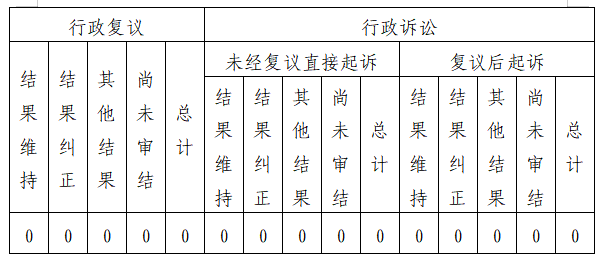 行政复议 行政诉讼
未经复议直接起诉 复议后起诉
结果维持 结果纠正 其他结果 尚未审结 总计 结果维持 结果纠正 其他结果 尚未审结 总计 结果维持 结果纠正 其他结果 尚未审结 总计
0 0 0 0 0 0 0 0 0 0 0 0 0 0 0